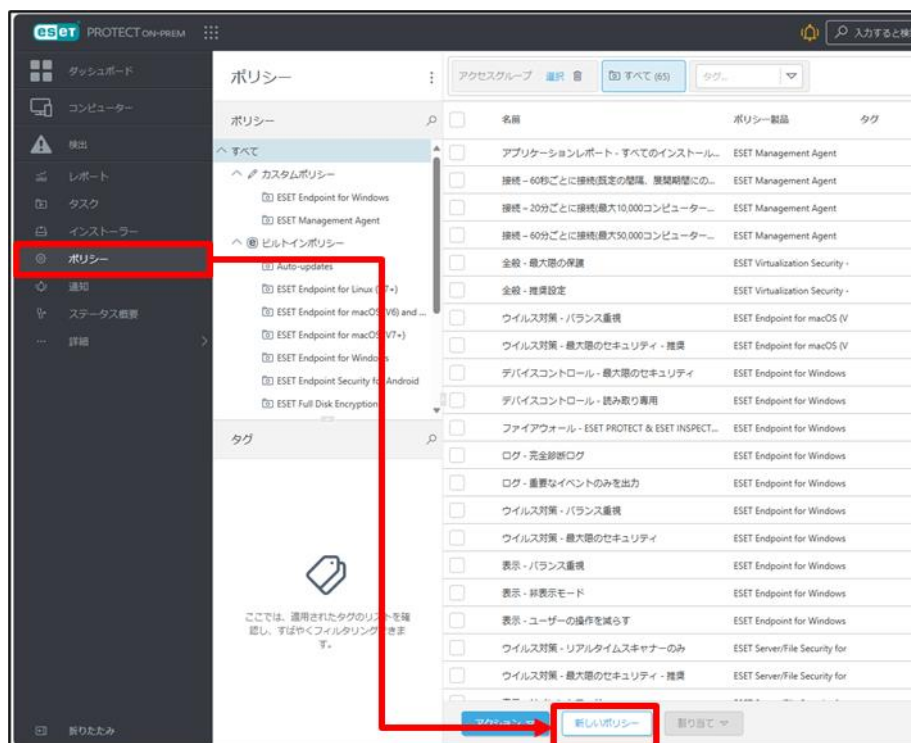 eset PROTECT ON-PREM
入力すると検
ダッシュボード
コンピューター
検出
レポート
タスク
インストーラー
ポリシー
通知
ステータス概要
詳細
折りたたみ
ポリシー
ポリシー
すべて
カスタムポリシー
ESET Endpoint for Windows
ESET Management Agent
ビルトインポリシー
Auto-updates
ESET Endpoint for Linux (V7+)
ESET Endpoint for macOS (V6) and ...
ESET Endpoint for macOS (V7+)
ESET Endpoint for Windows
ESET Endpoint Security for Android
ESET Full Disk Encryption
タグ
ここでは、適用されたタグのリストを確
認し、すばやくフィルタリングできま
す。
アクセスグループ 選択 すべて (65) タグ...
名前 ポリシー製品 タグ
アプリケーションレポート - すべてのインストール... ESET Management Agent
接続 – 60秒ごとに接続(既定の間隔、展開期間にの... ESET Management Agent
接続 – 20分ごとに接続(最大10,000コンピューター... ESET Management Agent
接続 – 60分ごとに接続(最大50,000コンピューター... ESET Management Agent
全般 - 最大限の保護 ESET Virtualization Security -
全般 - 推奨設定 ESET Virtualization Security -
ウイルス対策 - バランス重視 ESET Endpoint for macOS (V
ウイルス対策 - 最大限のセキュリティ - 推奨 ESET Endpoint for macOS (V
デバイスコントロール - 最大限のセキュリティ ESET Endpoint for Windows
デバイスコントロール - 読み取り専用 ESET Endpoint for Windows
ファイアウォール - ESET PROTECT & ESET INSPECT... ESET Endpoint for Windows
ログ - 完全診断ログ ESET Endpoint for Windows
ログ - 重要なイベントのみを出力 ESET Endpoint for Windows
ウイルス対策 - バランス重視 ESET Endpoint for Windows
ウイルス対策 - 最大限のセキュリティ ESET Endpoint for Windows
表示 - バランス重視 ESET Endpoint for Windows
表示 - 非表示モード ESET Endpoint for Windows
表示 - ユーザーの操作を減らす ESET Endpoint for Windows
ウイルス対策 - リアルタイムスキャナーのみ ESET Server/File Security for
ウイルス対策 - 最大限のセキュリティ - 推奨 ESET Server/File Security for
アクション 新しいポリシー 割り当て